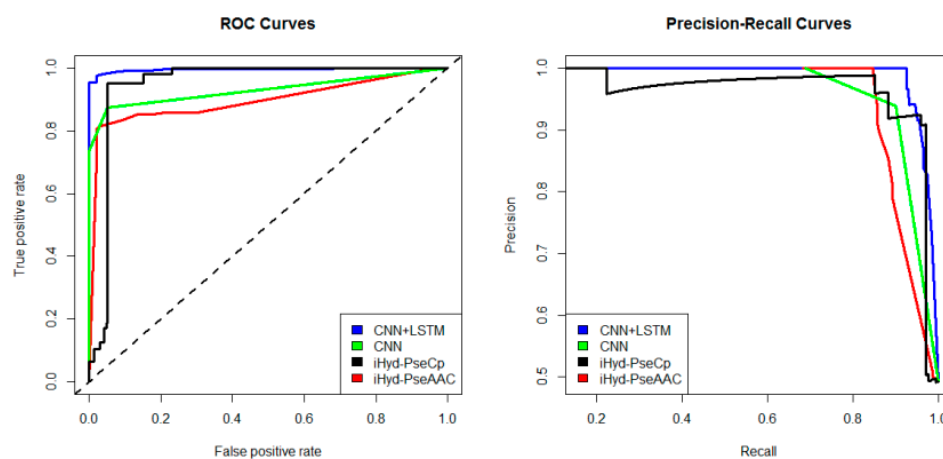 ROC Curves
True positive rate
1.0
0.8
0.6
0.4
0.2
0.0
CNN+LSTM
CNN
iHyd-PseCp
iHyd-PseAAC
0.0 0.2 0.4 0.6 0.8 1.0
False positive rate
Precision-Recall Curves
Precision
1.0
0.9
0.8
0.7
0.6
0.5
CNN+LSTM
CNN
iHyd-PseCp
iHyd-PseAAC
0.2 0.4 0.6 0.8 1.0
Recall